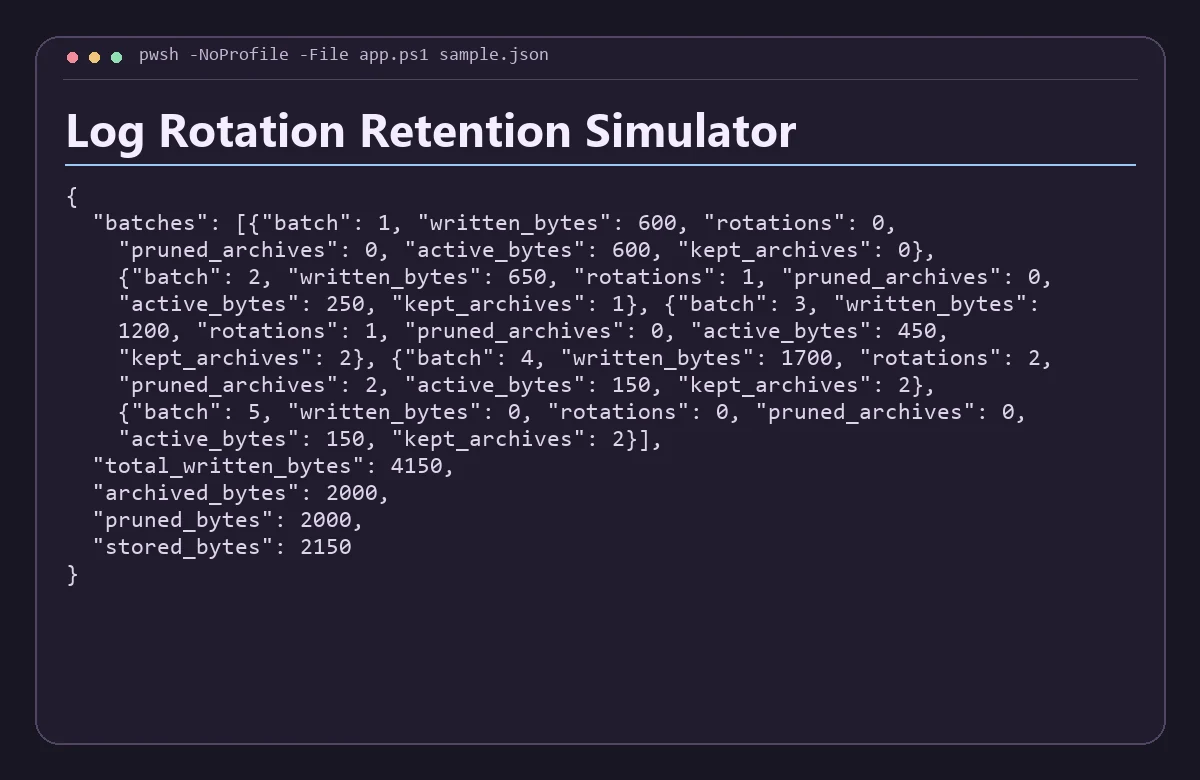 pwsh -NoProfile -File app.ps1 sample.json
Log Rotation Retention Simulator
{
  "batches": [{"batch": 1, "written_bytes": 600, "rotations": 0,
    "pruned_archives": 0, "active_bytes": 600, "kept_archives": 0},
    {"batch": 2, "written_bytes": 650, "rotations": 1, "pruned_archives": 0,
    "active_bytes": 250, "kept_archives": 1}, {"batch": 3, "written_bytes":
    1200, "rotations": 1, "pruned_archives": 0, "active_bytes": 450,
    "kept_archives": 2}, {"batch": 4, "written_bytes": 1700, "rotations": 2,
    "pruned_archives": 2, "active_bytes": 150, "kept_archives": 2},
    {"batch": 5, "written_bytes": 0, "rotations": 0, "pruned_archives": 0,
    "active_bytes": 150, "kept_archives": 2}],
  "total_written_bytes": 4150,
  "archived_bytes": 2000,
  "pruned_bytes": 2000,
  "stored_bytes": 2150
}